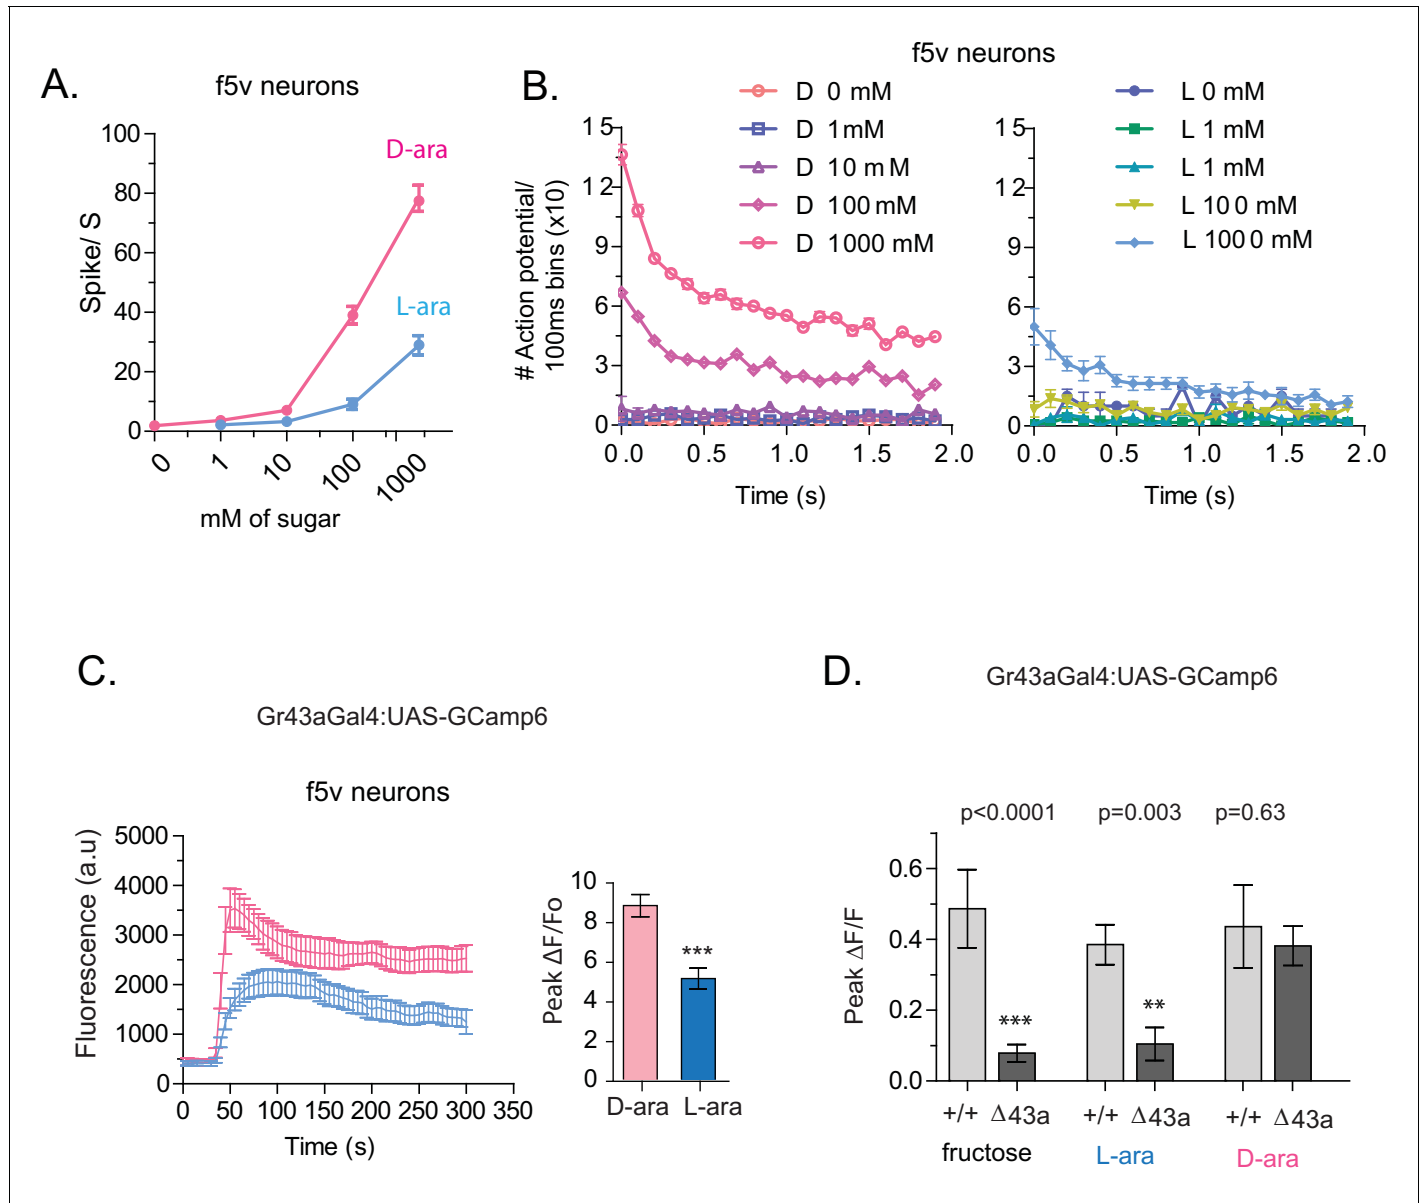 A.
f5v neurons
100
80
60
40
20
0
Spike/ S
D-ara
L-ara
0 1 10 100 1000
mM of sugar
B.
f5v neurons
D 0 mM
D 1mM
D 10 mM
D 100 mM
D 1000 mM
15
12
9
6
3
0
# Action potential/
100ms bins (x10)
0.0 0.5 1.0 1.5 2.0
Time (s)
L 0 mM
L 1 mM
L 1 mM
L 100 mM
L 1000 mM
15
9
6
3
0
0.0 0.5 1.0 1.5 2.0
Time (s)
C.
Gr43aGal4:UAS-GCamp6
f5v neurons
5000
4000
3000
2000
1000
0
Fluorescence (a.u)
0 50 100 150 200 250 300 350
Time (s)
10
8
6
4
2
0
Peak ΔF/Fo
***
D-ara L-ara
D.
Gr43aGal4:UAS-GCamp6
p<0.0001 p=0.003 p=0.63
0.6
0.4
0.2
0.0
Peak ΔF/F
*** **
+/+ Δ43a +/+ Δ43a +/+ Δ43a
fructose L-ara D-ara